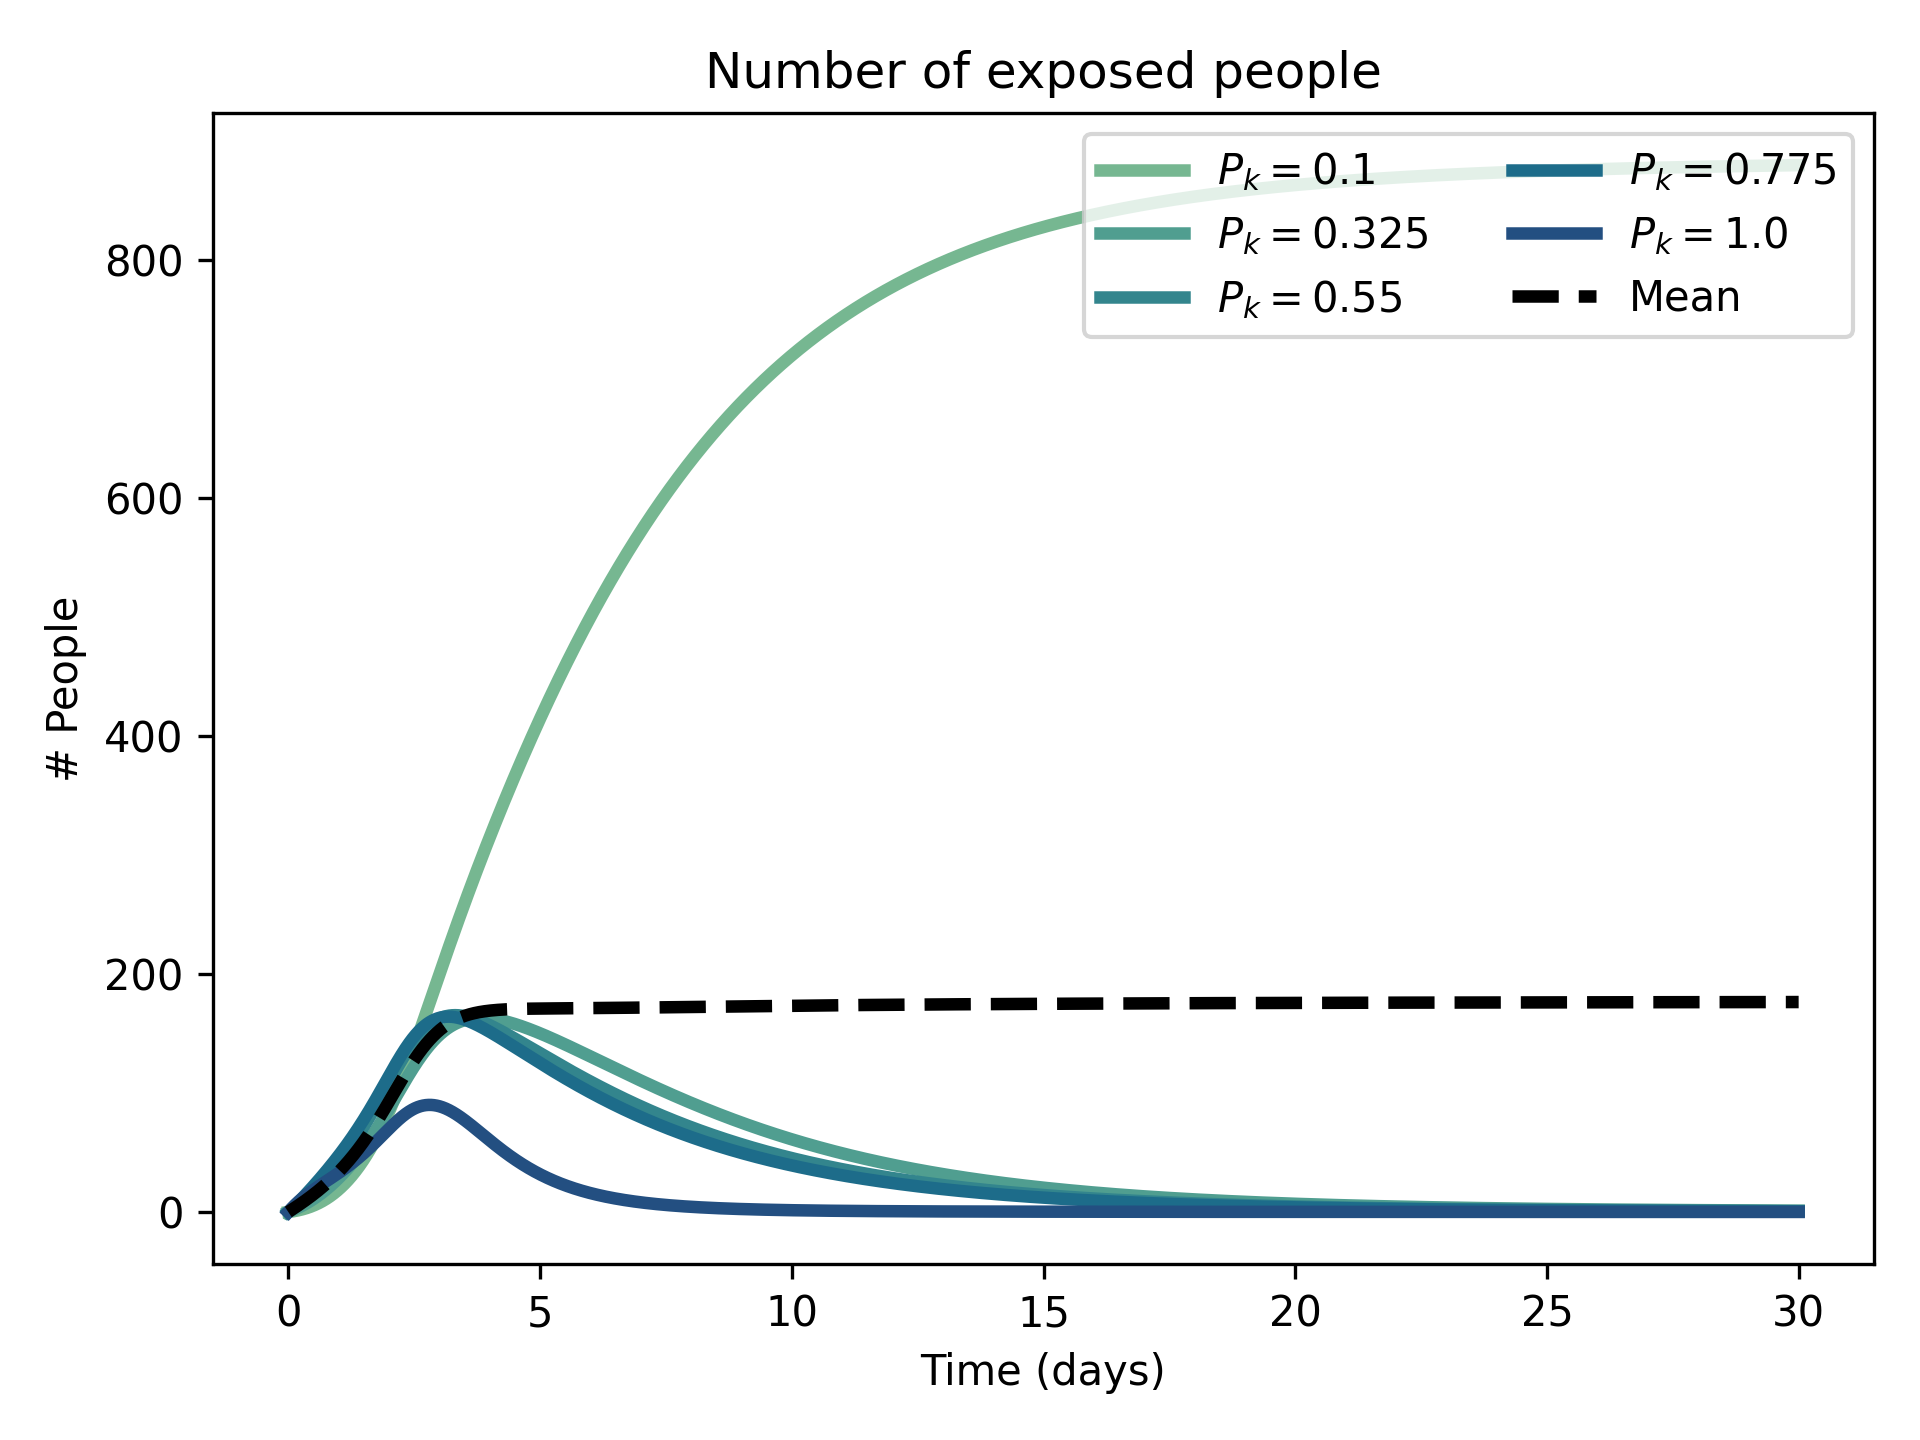 Number of exposed people
P_k = 0.1
P_k = 0.325
P_k = 0.55
P_k = 0.775
P_k = 1.0
Mean
# People
800
600
400
200
0
0 5 10 15 20 25 30
Time (days)